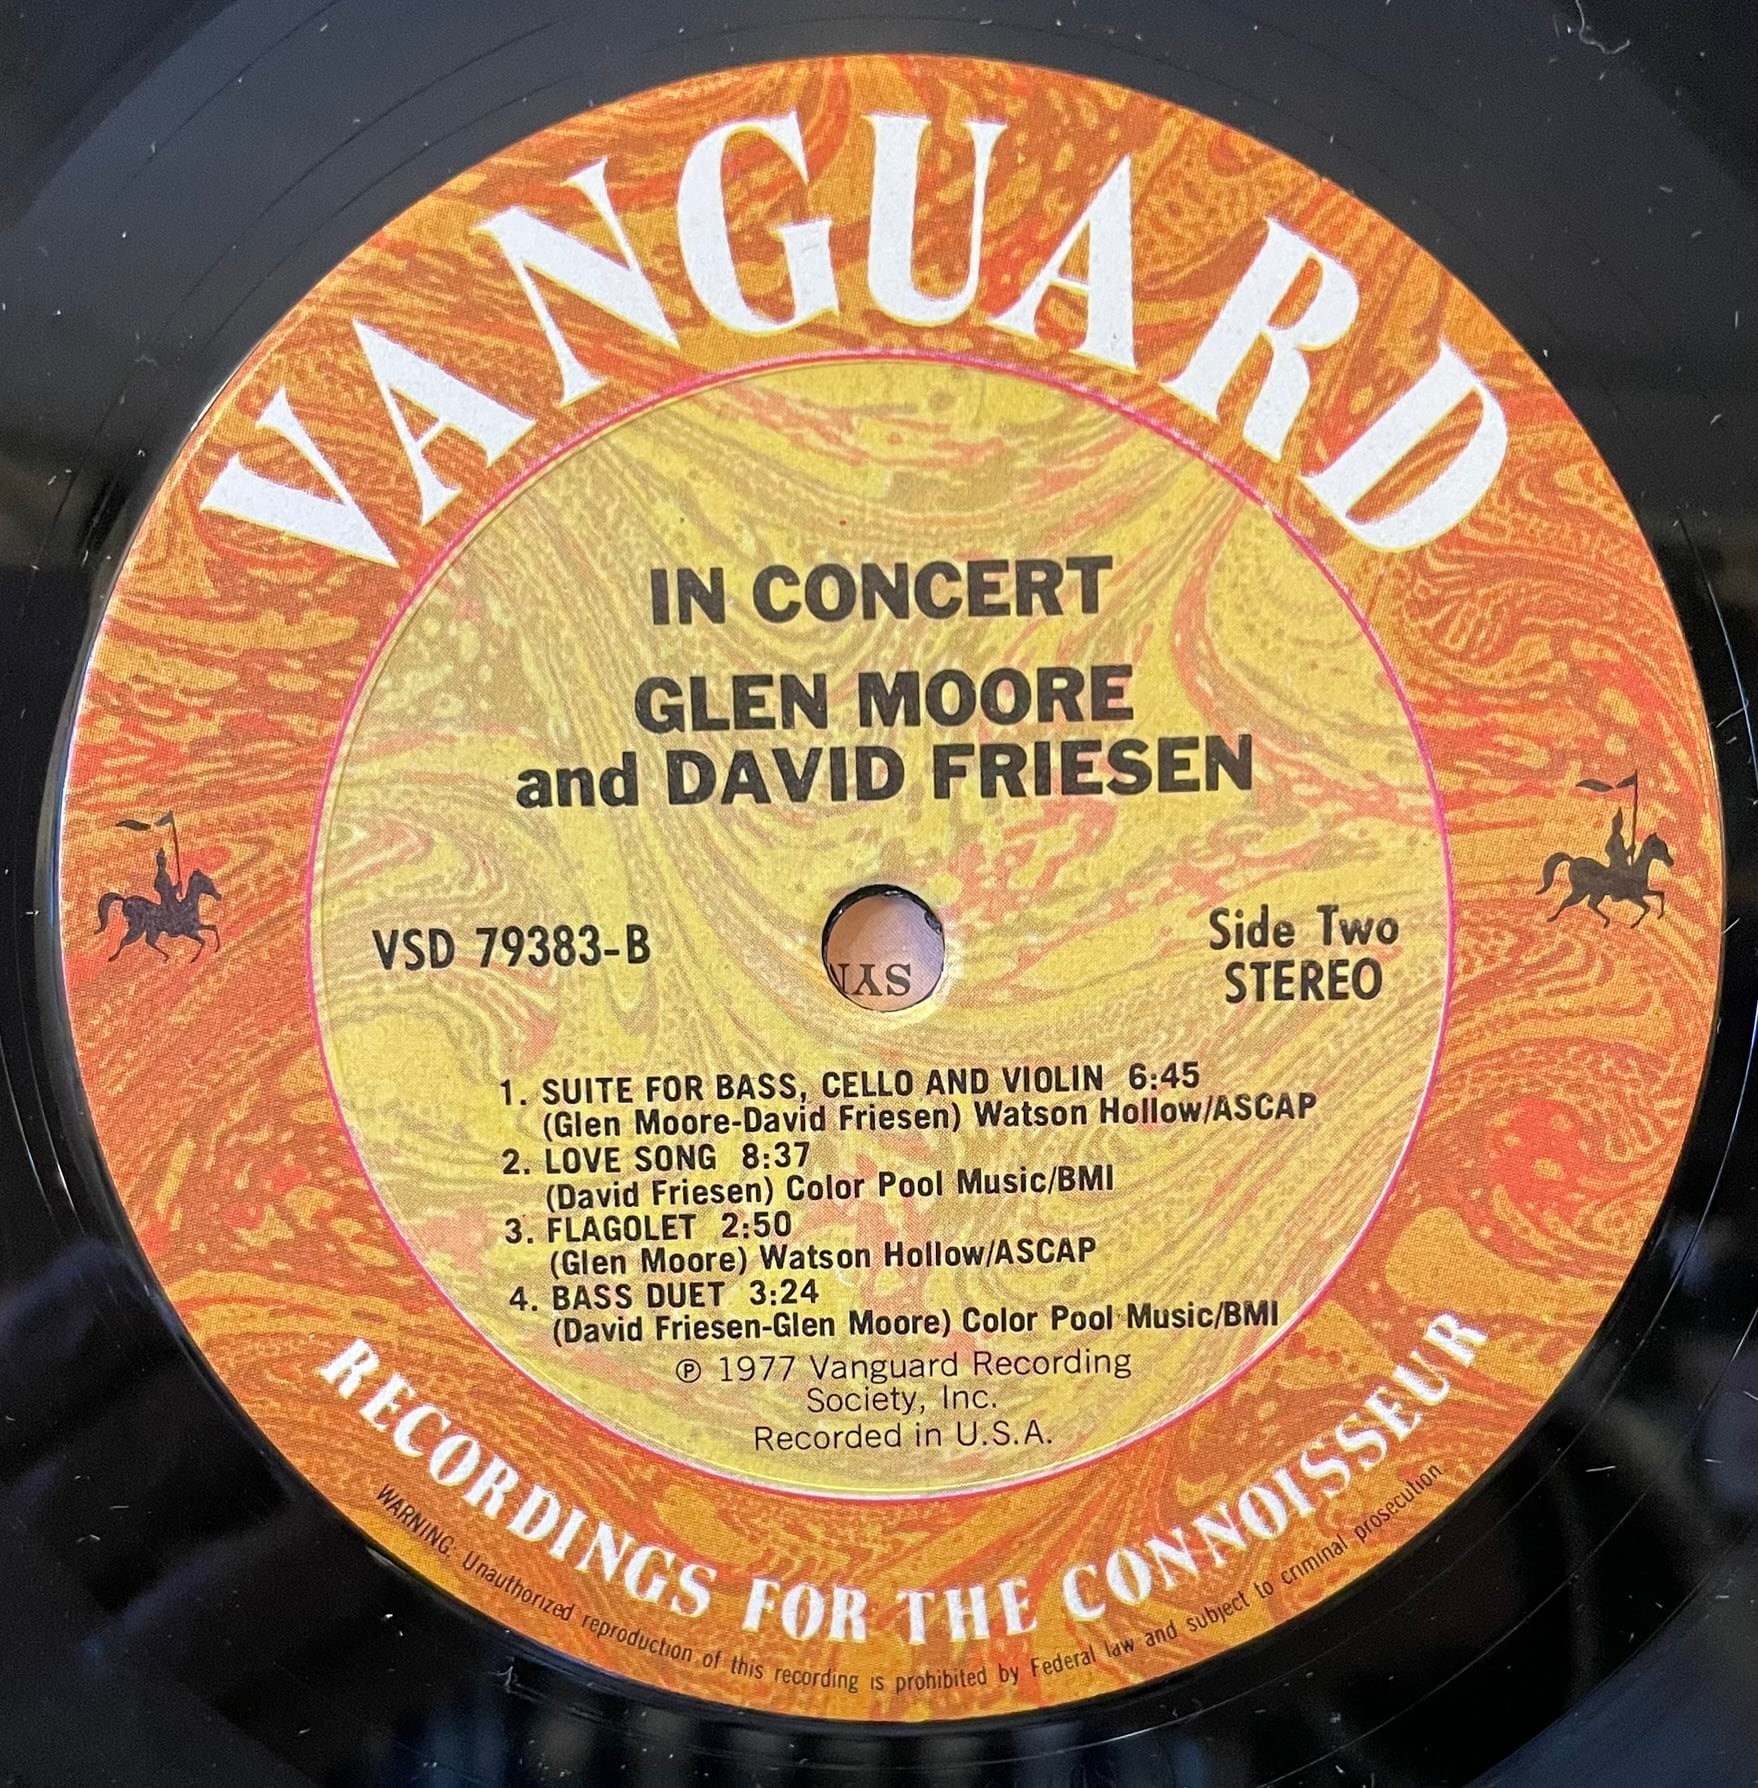 VANGUARD
IN CONCERT
GLEN MOORE
and DAVID FRIESEN
VSD 79383-B
Side Two
STEREO
1. SUITE FOR BASS, CELLO AND VIOLIN 6:45
(Glen Moore-David Friesen) Watson Hollow/ASCAP
2. LOVE SONG 8:37
(David Friesen) Color Pool Music/BMI
3. FLAGOLET 2:50
(Glen Moore) Watson Hollow/ASCAP
4. BASS DUET 3:24
(David Friesen-Glen Moore) Color Pool Music/BMI
℗ 1977 Vanguard Recording
Society, Inc.
Recorded in U.S.A.
RECORDINGS FOR THE CONNOISSEUR
WARNING: Unauthorized reproduction of this recording is prohibited by Federal law and subject to criminal prosecution